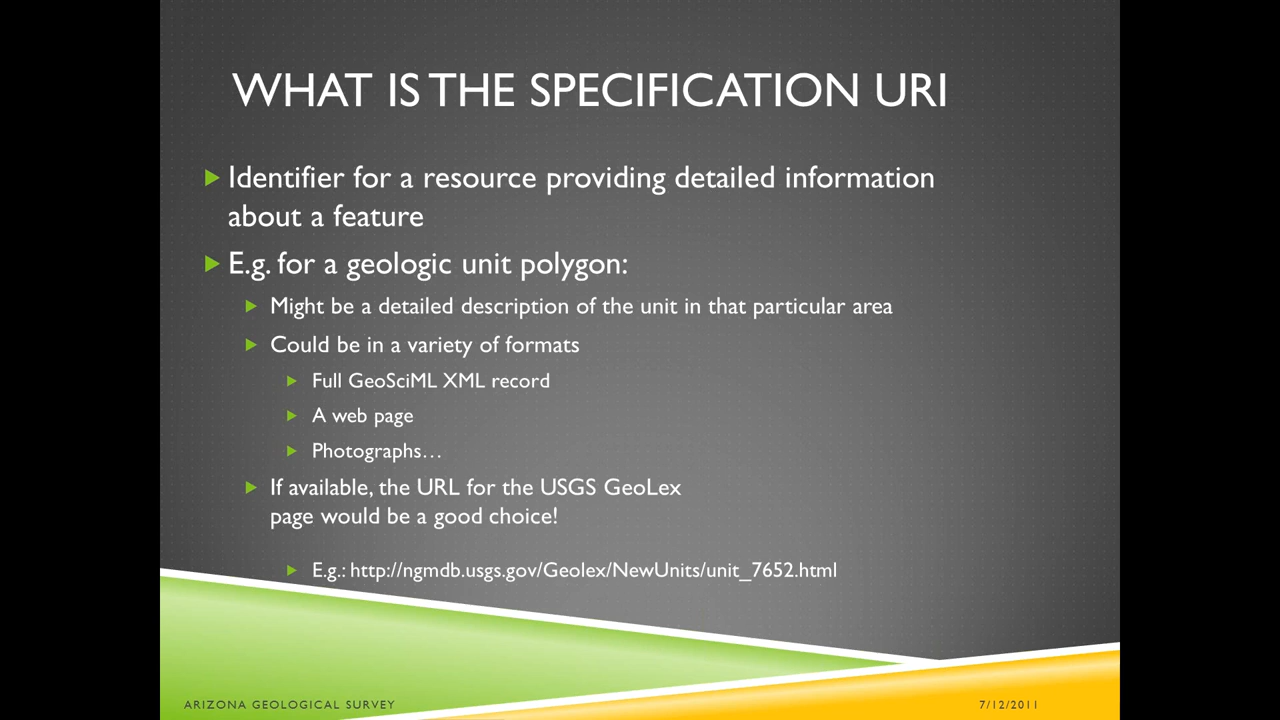 WHAT IS THE SPECIFICATION URI
Identifier for a resource providing detailed information
about a feature
E.g. for a geologic unit polygon:
Might be a detailed description of the unit in that particular area
Could be in a variety of formats
Full GeoSciML XML record
A web page
Photographs…
If available, the URL for the USGS GeoLex
page would be a good choice!
E.g.: http://ngmdb.usgs.gov/Geolex/NewUnits/unit_7652.html
ARIZONA GEOLOGICAL SURVEY
7/12/2011